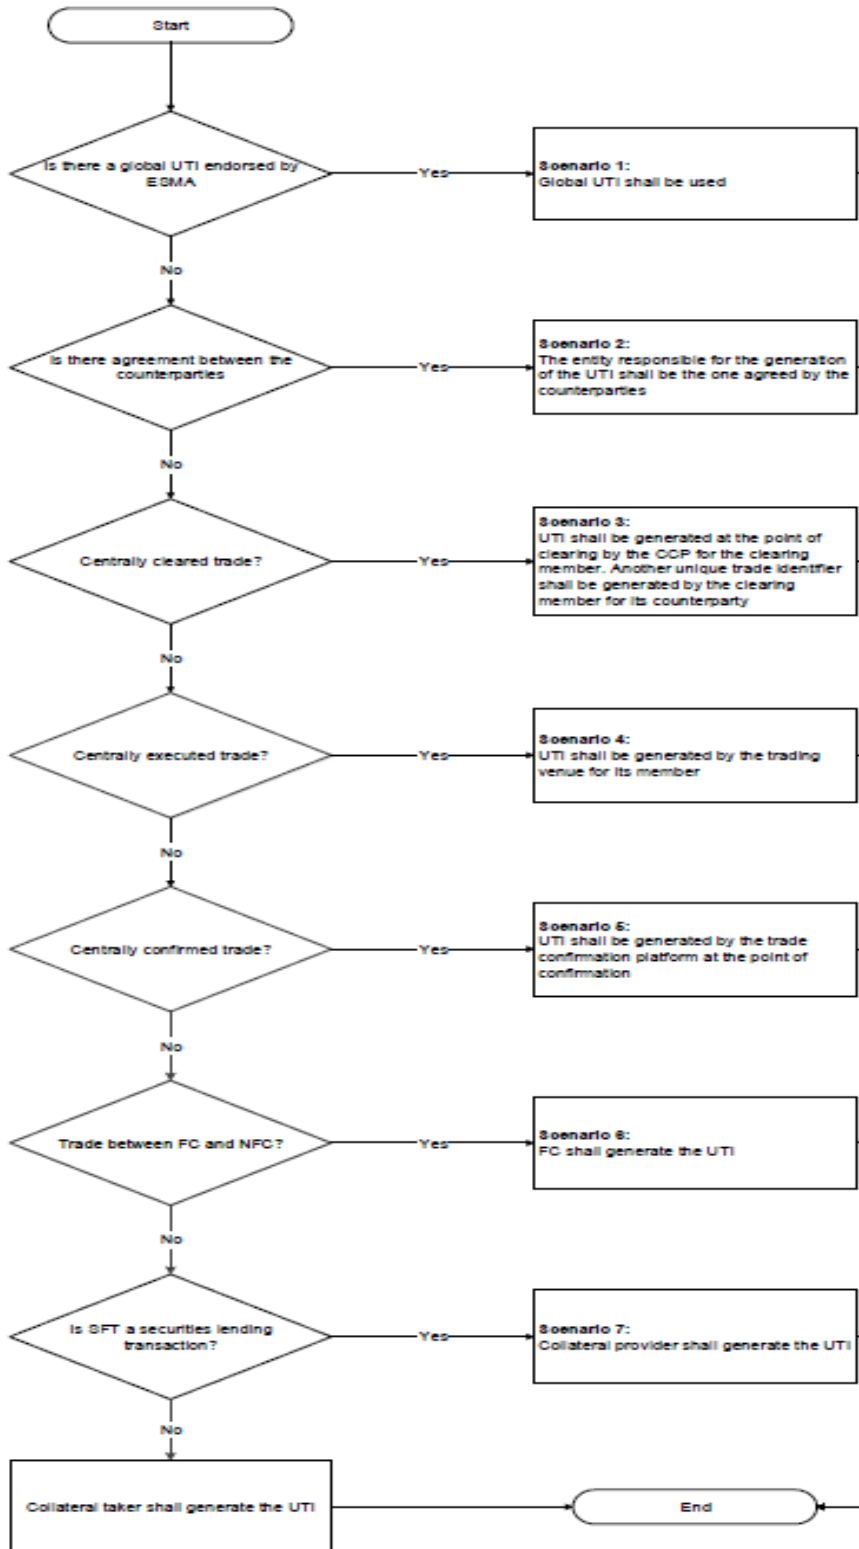 Start
Is there a global UTI endorsed by
ESMA
Yes
Scenario 1:
Global UTI shall be used
No
Is there agreement between the
counterparties
Yes
Scenario 2:
The entity responsible for the generation
of the UTI shall be the one agreed by the
counterparties
No
Centrally cleared trade?
Yes
Scenario 3:
UTI shall be generated at the point of
clearing by the CCP for the clearing
member. Another unique trade identifier
shall be generated by the clearing
member for its counterparty
No
Centrally executed trade?
Yes
Scenario 4:
UTI shall be generated by the trading
venue for its member
No
Centrally confirmed trade?
Yes
Scenario 5:
UTI shall be generated by the trade
confirmation platform at the point of
confirmation
No
Trade between FC and NFC?
Yes
Scenario 6:
FC shall generate the UTI
No
Is SFT a securities lending
transaction?
Yes
Scenario 7:
Collateral provider shall generate the UTI
No
Collateral taker shall generate the UTI
End